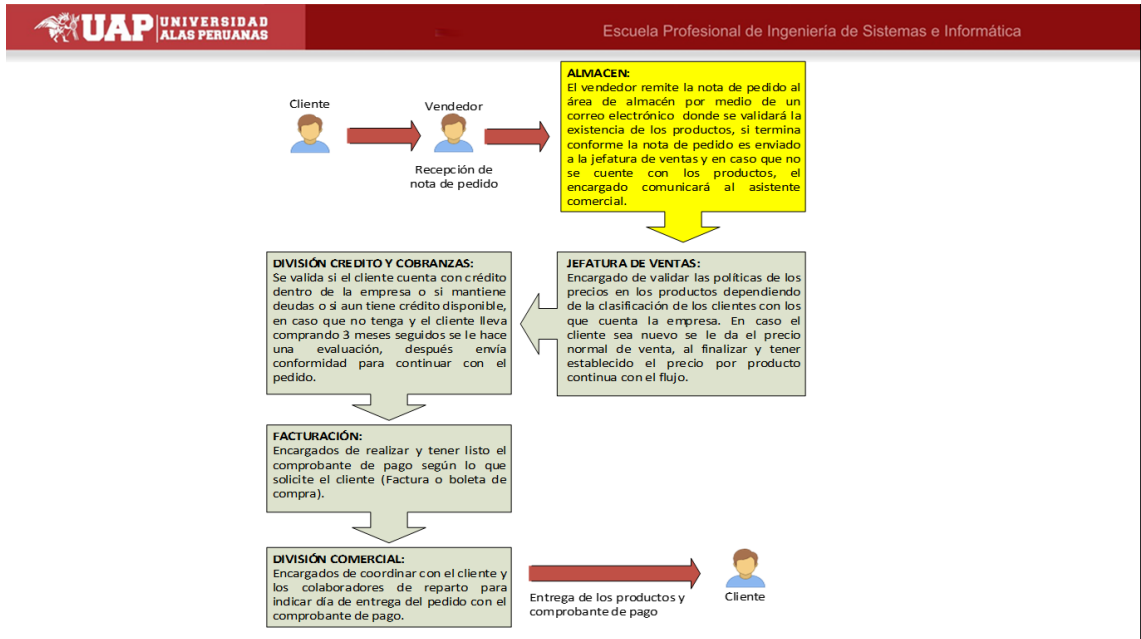 UAP UNIVERSIDAD
ALAS PERUANAS
Escuela Profesional de Ingeniería de Sistemas e Informática
Cliente
Vendedor
Recepción de
nota de pedido
ALMACEN:
El vendedor remite la nota de pedido al
área de almacén por medio de un
correo electrónico donde se validará la
existencia de los productos, si termina
conforme la nota de pedido es enviado
a la jefatura de ventas y en caso que no
se cuente con los productos, el
encargado comunicará al asistente
comercial.
JEFATURA DE VENTAS:
Encargado de validar las políticas de los
precios en los productos dependiendo
de la clasificación de los clientes con los
que cuenta la empresa. En caso el
cliente sea nuevo se le da el precio
normal de venta, al finalizar y tener
establecido el precio por producto
continua con el flujo.
DIVISIÓN CREDITO Y COBRANZAS:
Se valida si el cliente cuenta con crédito
dentro de la empresa o si mantiene
deudas o si aun tiene crédito disponible,
en caso que no tenga y el cliente lleva
comprando 3 meses seguidos se le hace
una evaluación, después envía
conformidad para continuar con el
pedido.
FACTURACIÓN:
Encargados de realizar y tener listo el
comprobante de pago según lo que
solicite el cliente (Factura o boleta de
compra).
DIVISIÓN COMERCIAL:
Encargados de coordinar con el cliente y
los colaboradores de reparto para
indicar día de entrega del pedido con el
comprobante de pago.
Entrega de los productos y
comprobante de pago
Cliente